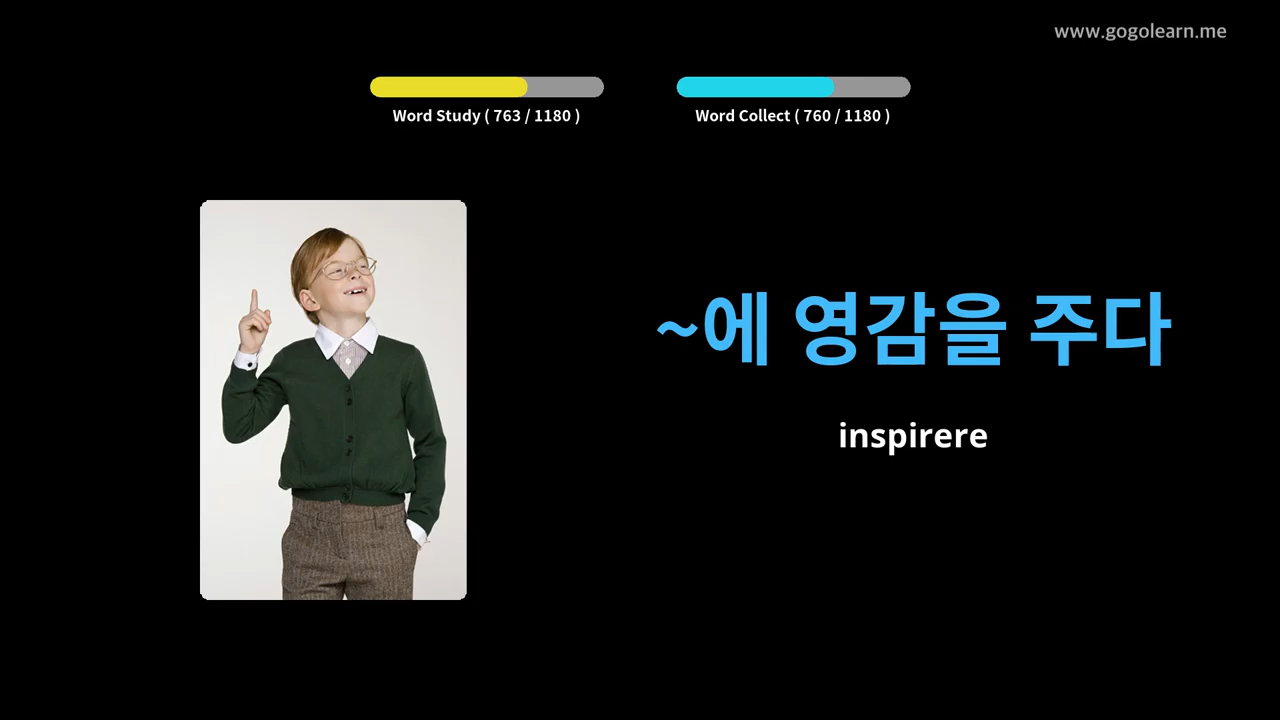 www.gogolearn.me
Word Study ( 763 / 1180 )
Word Collect ( 760 / 1180 )
~에 영감을 주다
inspirere